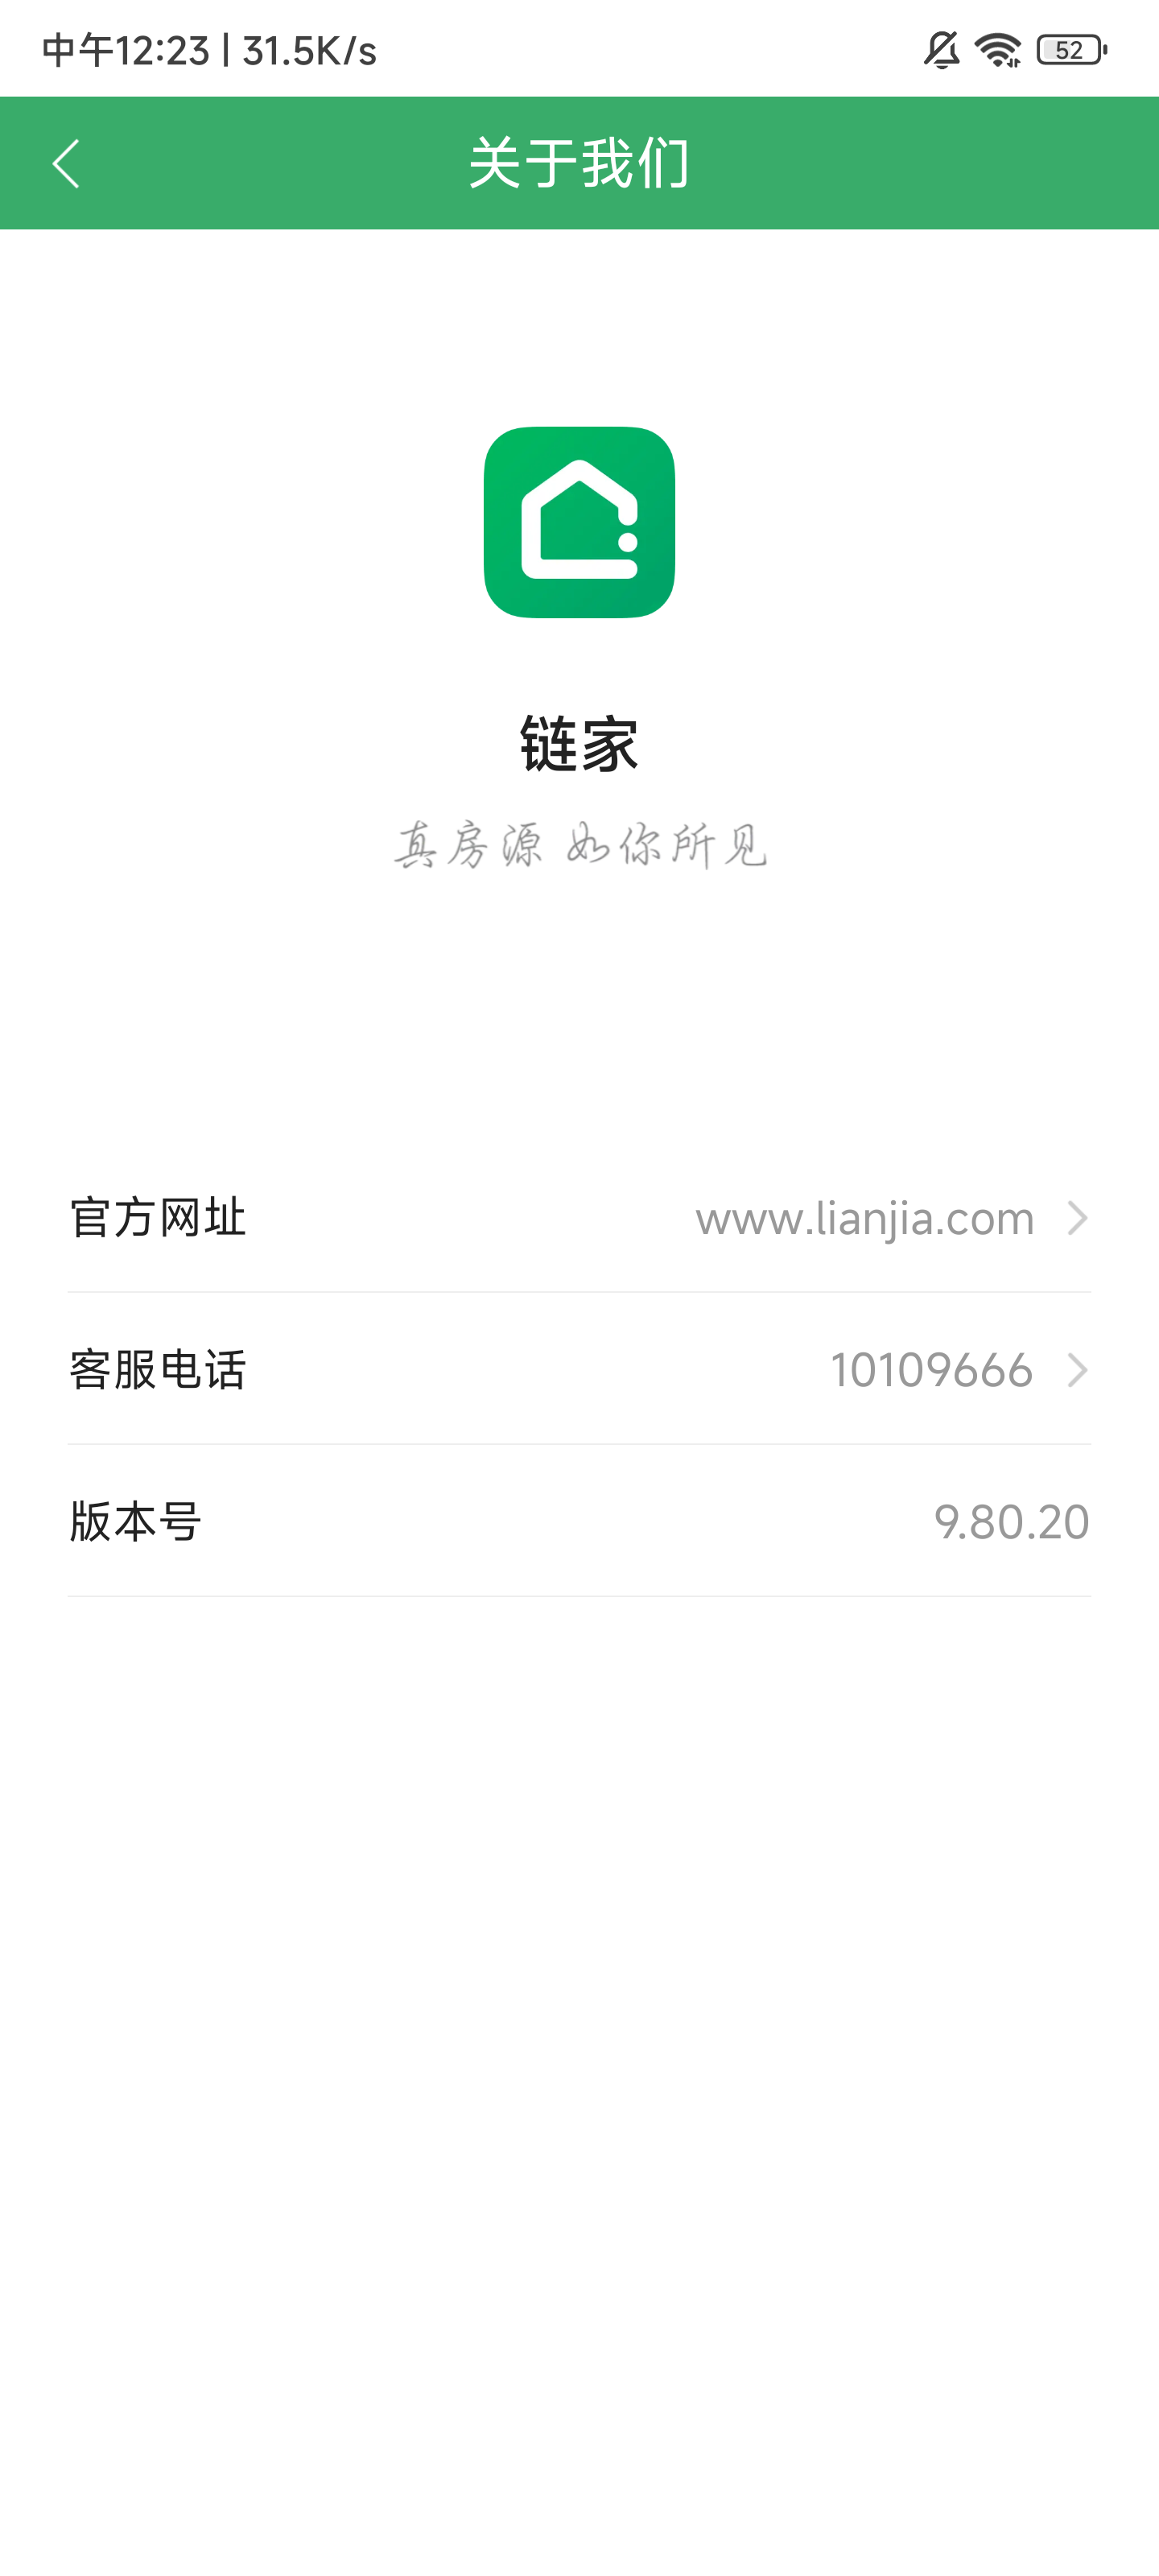 中午12:23 | 31.5K/s
52
关于我们
链家
真房源 如你所见
官方网址 www.lianjia.com
客服电话 10109666
版本号 9.80.20